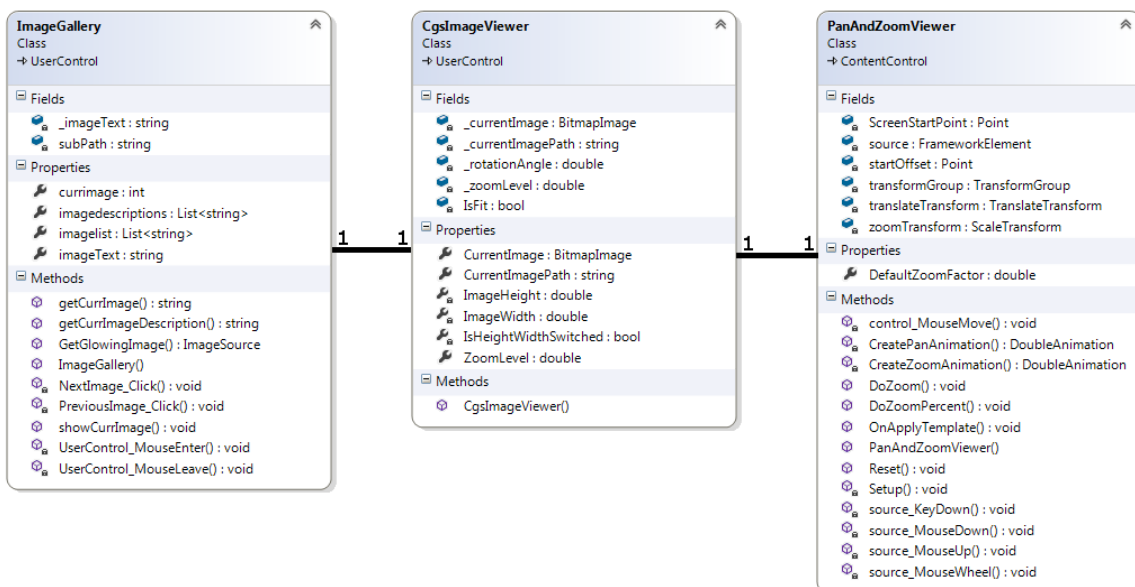 ImageGallery
Class
UserControl
Fields
_imageText : string
subPath : string
Properties
currimage : int
imagedescriptions : List<string>
imagelist : List<string>
imageText : string
Methods
getCurrImage() : string
getCurrImageDescription() : string
GetGlowingImage() : ImageSource
ImageGallery()
NextImage_Click() : void
PreviousImage_Click() : void
showCurrImage() : void
UserControl_MouseEnter() : void
UserControl_MouseLeave() : void
1
1
CgsImageViewer
Class
UserControl
Fields
_currentImage : BitmapImage
_currentImagePath : string
_rotationAngle : double
_zoomLevel : double
IsFit : bool
Properties
CurrentImage : BitmapImage
CurrentImagePath : string
ImageHeight : double
ImageWidth : double
IsHeightWidthSwitched : bool
ZoomLevel : double
Methods
CgsImageViewer()
1
1
PanAndZoomViewer
Class
ContentControl
Fields
ScreenStartPoint : Point
source : FrameworkElement
startOffset : Point
transformGroup : TransformGroup
translateTransform : TranslateTransform
zoomTransform : ScaleTransform
Properties
DefaultZoomFactor : double
Methods
control_MouseMove() : void
CreatePanAnimation() : DoubleAnimation
CreateZoomAnimation() : DoubleAnimation
DoZoom() : void
DoZoomPercent() : void
OnApplyTemplate() : void
PanAndZoomViewer()
Reset() : void
Setup() : void
source_KeyDown() : void
source_MouseDown() : void
source_MouseUp() : void
source_MouseWheel() : void